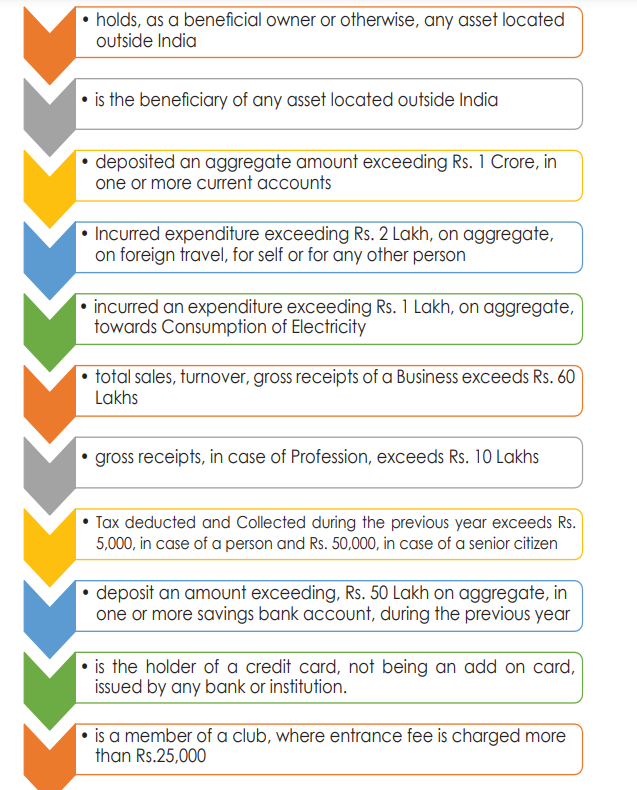 • holds, as a beneficial owner or otherwise, any asset located
outside India
• is the beneficiary of any asset located outside India
• deposited an aggregate amount exceeding Rs. 1 Crore, in
one or more current accounts
• Incurred expenditure exceeding Rs. 2 Lakh, on aggregate,
on foreign travel, for self or for any other person
• incurred an expenditure exceeding Rs. 1 Lakh, on aggregate,
towards Consumption of Electricity
• total sales, turnover, gross receipts of a Business exceeds Rs. 60
Lakhs
• gross receipts, in case of Profession, exceeds Rs. 10 Lakhs
• Tax deducted and Collected during the previous year exceeds Rs.
5,000, in case of a person and Rs. 50,000, in case of a senior citizen
• deposit an amount exceeding, Rs. 50 Lakh on aggregate, in
one or more savings bank account, during the previous year
• is the holder of a credit card, not being an add on card,
issued by any bank or institution.
• is a member of a club, where entrance fee is charged more
than Rs.25,000